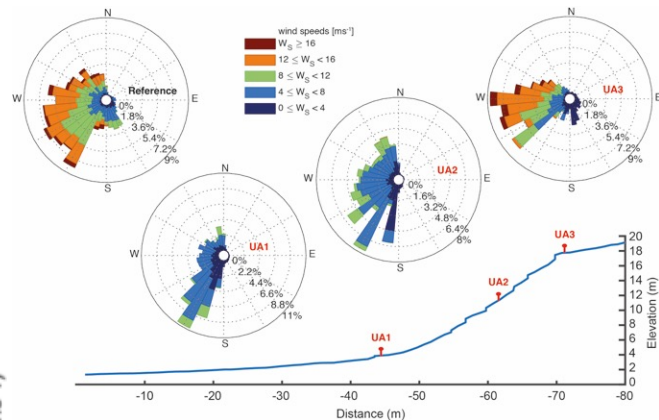 N
W
E
S
Reference
0%
1.8%
3.6%
5.4%
7.2%
9%
wind speeds [ms⁻¹]
W_S ≥ 16
12 ≤ W_S < 16
8 ≤ W_S < 12
4 ≤ W_S < 8
0 ≤ W_S < 4
N
W
E
S
UA3
0%
1.8%
3.6%
5.4%
7.2%
9%
N
W
E
S
UA2
0%
1.6%
3.2%
4.8%
6.4%
8%
N
W
E
S
UA1
0%
2.2%
4.4%
6.6%
8.8%
11%
UA1
UA2
UA3
20
18
16
14
12
10
8
6
4
2
0
Elevation (m)
-10
-20
-30
-40
-50
-60
-70
-80
Distance (m)